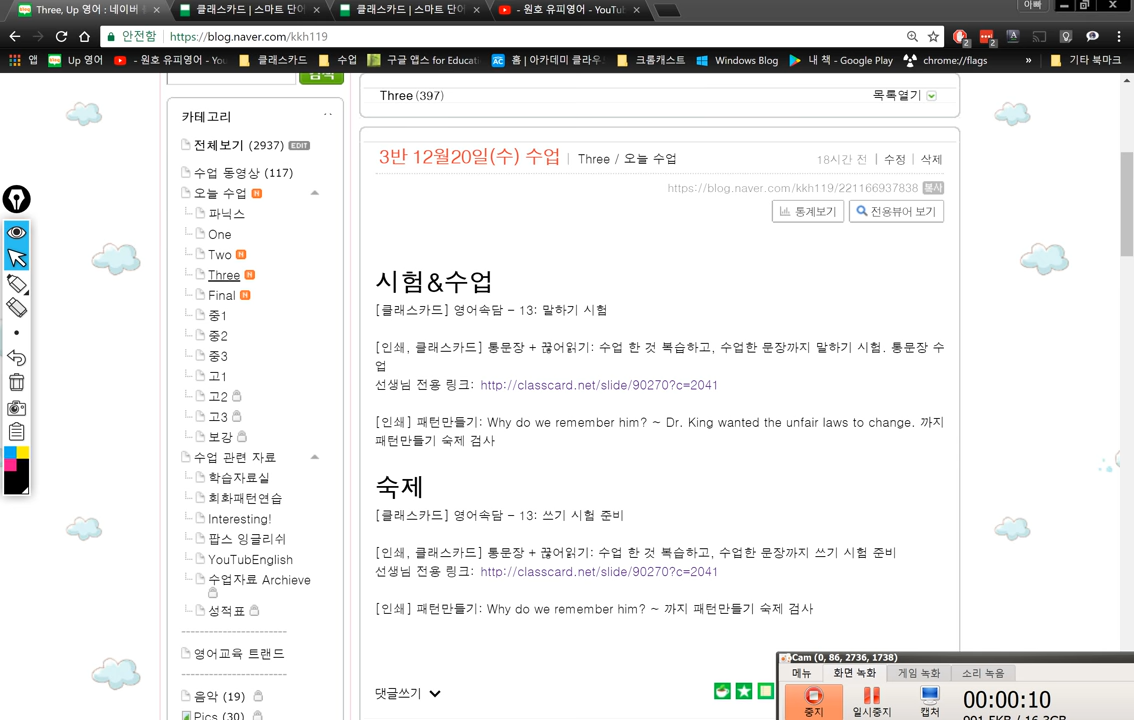 Three, Up 영어 : 네이버
클래스카드 | 스마트 단어
클래스카드 | 스마트 단어
- 원호 유피영어 - YouTu
아빠
안전함 https://blog.naver.com/kkh119
앱 Up 영어 - 원호 유피영어 - You 클래스카드 수업 구글 앱스 for Educati 홈 | 아카데미 클라우 크롬캐스트 Windows Blog 내 책 - Google Play chrome://flags » 기타 북마크
검색
Three (397) 목록열기
카테고리
전체보기 (2937) EDIT
수업 동영상 (117)
오늘 수업 N
파닉스
One
Two N
Three N
Final N
중1
중2
중3
고1
고2
고3
보강
수업 관련 자료
학습자료실
회화패턴연습
Interesting!
팝스 잉글리쉬
YouTubEnglish
수업자료 Archieve
성적표
영어교육 트랜드
음악 (19)
Pics (30)
3반 12월20일(수) 수업 | Three / 오늘 수업 18시간 전 | 수정 | 삭제
https://blog.naver.com/kkh119/221166937838 복사
통계보기 전용뷰어 보기
시험&수업
[클래스카드] 영어속담 - 13: 말하기 시험
[인쇄, 클래스카드] 통문장 + 끊어읽기: 수업 한 것 복습하고, 수업한 문장까지 말하기 시험. 통문장 수
업
선생님 전용 링크: http://classcard.net/slide/90270?c=2041
[인쇄] 패턴만들기: Why do we remember him? ~ Dr. King wanted the unfair laws to change. 까지
패턴만들기 숙제 검사
숙제
[클래스카드] 영어속담 - 13: 쓰기 시험 준비
[인쇄, 클래스카드] 통문장 + 끊어읽기: 수업 한 것 복습하고, 수업한 문장까지 쓰기 시험 준비
선생님 전용 링크: http://classcard.net/slide/90270?c=2041
[인쇄] 패턴만들기: Why do we remember him? ~ 까지 패턴만들기 숙제 검사
댓글쓰기
oCam (0, 86, 2736, 1738)
메뉴 화면 녹화 게임 녹화 소리 녹음
중지 일시중지 캡처
00:00:10